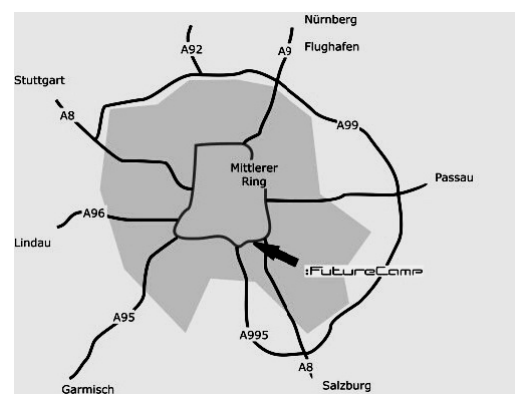 Nürnberg
A92
A9
Flughafen
Stuttgart
A8
A99
Mittlerer
Ring
Passau
A96
Lindau
:FutureCamp
A95
A995
A8
Garmisch
Salzburg